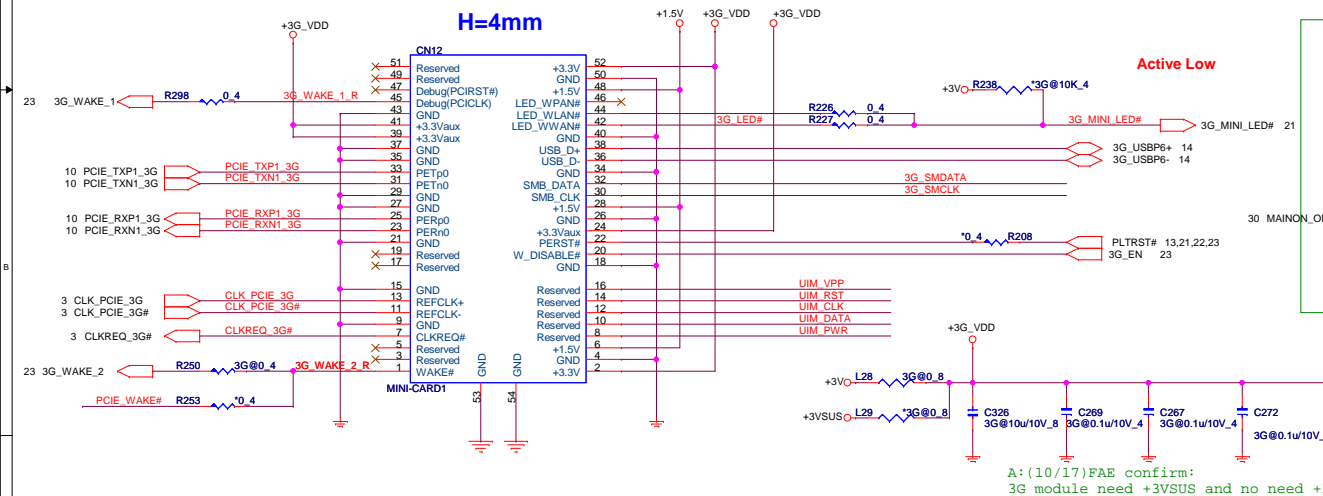 H=4mm
+3G_VDD
+1.5V
+3G_VDD
+3G_VDD
CN12
Active Low
51 Reserved
49 Reserved
47 Debug(PCIRST#)
45 Debug(PCICLK)
43 GND
41 +3.3Vaux
39 +3.3Vaux
37 GND
35 GND
33 PETp0
31 PETn0
29 GND
27 GND
25 PERp0
23 PERn0
21 GND
19 Reserved
17 Reserved
15 GND
13 REFCLK+
11 REFCLK-
9 GND
7 CLKREQ#
5 Reserved
3 Reserved
1 WAKE#
+3.3V 52
GND 50
+1.5V 48
LED_WPAN# 46
LED_WLAN# 44
LED_WWAN# 42
GND 40
USB_D+ 38
USB_D- 36
GND 34
SMB_DATA 32
SMB_CLK 30
+1.5V 28
GND 26
+3.3Vaux 24
PERST# 22
W_DISABLE# 20
GND 18
Reserved 16
Reserved 14
Reserved 12
Reserved 10
Reserved 8
+1.5V 6
GND 4
+3.3V 2
GND GND
53 54
MINI-CARD1
23 3G_WAKE_1 R298 0_4 3G_WAKE_1_R
10 PCIE_TXP1_3G PCIE_TXP1_3G
10 PCIE_TXN1_3G PCIE_TXN1_3G
10 PCIE_RXP1_3G PCIE_RXP1_3G
10 PCIE_RXN1_3G PCIE_RXN1_3G
B
3 CLK_PCIE_3G CLK_PCIE_3G
3 CLK_PCIE_3G# CLK_PCIE_3G#
3 CLKREQ_3G# CLKREQ_3G#
23 3G_WAKE_2 R250 3G@0_4 3G_WAKE_2_R
PCIE_WAKE# R253 *0_4
+3V R238 *3G@10K_4
R226 0_4
3G_LED# R227 0_4 3G_MINI_LED# 3G_MINI_LED# 21
3G_USBP6+ 14
3G_USBP6- 14
3G_SMDATA
3G_SMCLK
30 MAINON_O
*0_4 R208 PLTRST# 13,21,22,23
3G_EN 23
UIM_VPP
UIM_RST
UIM_CLK
UIM_DATA
UIM_PWR
+3G_VDD
+3V L28 3G@0_8
+3VSUS L29 *3G@0_8
C326 3G@10u/10V_8
C269 3G@0.1u/10V_4
C267 3G@0.1u/10V_4
C272 3G@0.1u/10V_
A:(10/17)FAE confirm:
3G module need +3VSUS and no need +